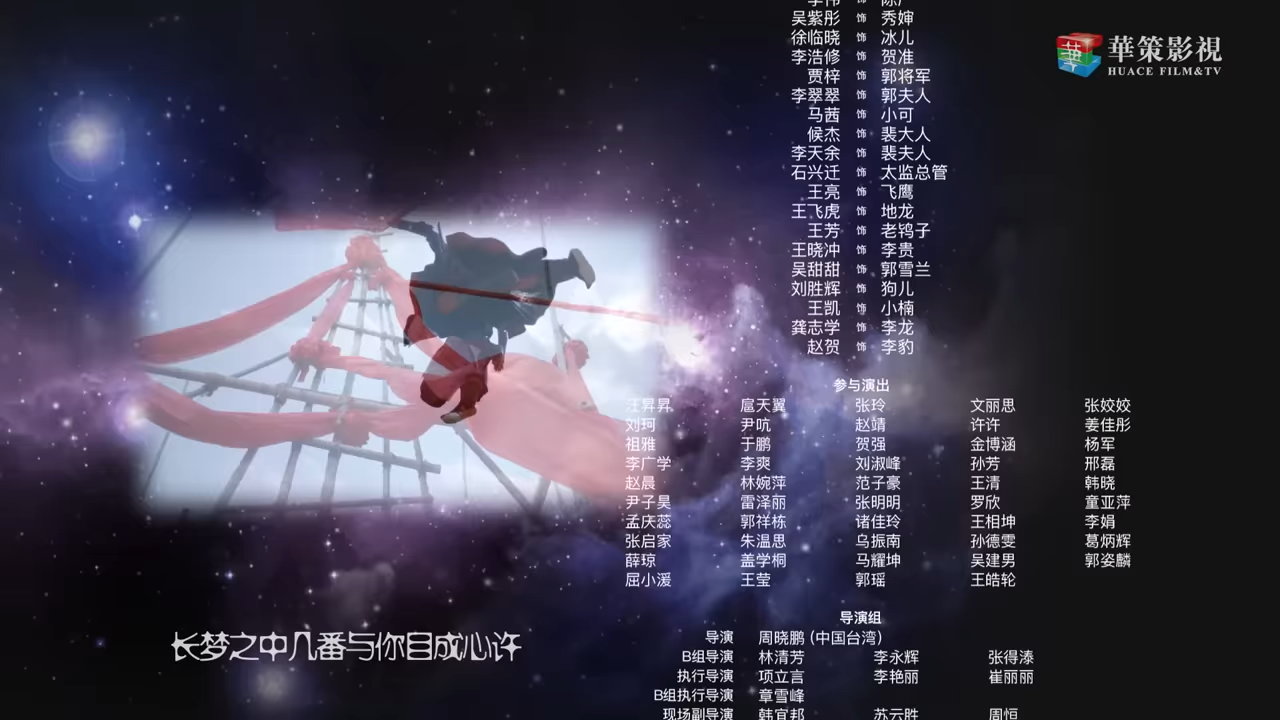 吴紫彤 饰 秀婶
徐临晓 饰 冰儿
李浩修 饰 贺准
贾梓 饰 郭将军
李翠翠 饰 郭夫人
马茜 饰 小可
候杰 饰 裴大人
李天余 饰 裴夫人
石兴迁 饰 太监总管
王亮 饰 飞鹰
王飞虎 饰 地龙
王芳 饰 老鸨子
王晓冲 饰 李贵
吴甜甜 饰 郭雪兰
刘胜辉 饰 狗儿
王凯 饰 小楠
龚志学 饰 李龙
赵贺 饰 李豹
華策影視
HUACE FILM&TV
参与演出
汪昇昇 扈天翼 张玲 文丽思 张姣姣
刘珂 尹吭 赵靖 许许 姜佳彤
祖雅 于鹏 贺强 金博涵 杨军
李广学 李爽 刘淑峰 孙芳 邢磊
赵晨 林婉萍 范子豪 王清 韩晓
尹子昊 雷泽丽 张明明 罗欣 童亚萍
孟庆蕊 郭祥栋 诸佳玲 王相坤 李娟
张启家 朱温思 乌振南 孙德雯 葛炳辉
薛琼 盖学桐 马耀坤 吴建男 郭姿麟
屈小湲 王莹 郭瑶 王皓轮
导演组
导演 周晓鹏(中国台湾)
B组导演 林清芳 李永辉 张得漆
执行导演 项立言 李艳丽 崔丽丽
B组执行导演 章雪峰
现场副导演 韩宜邦 苏云胜 周恒
长梦之中几番与你目成心许